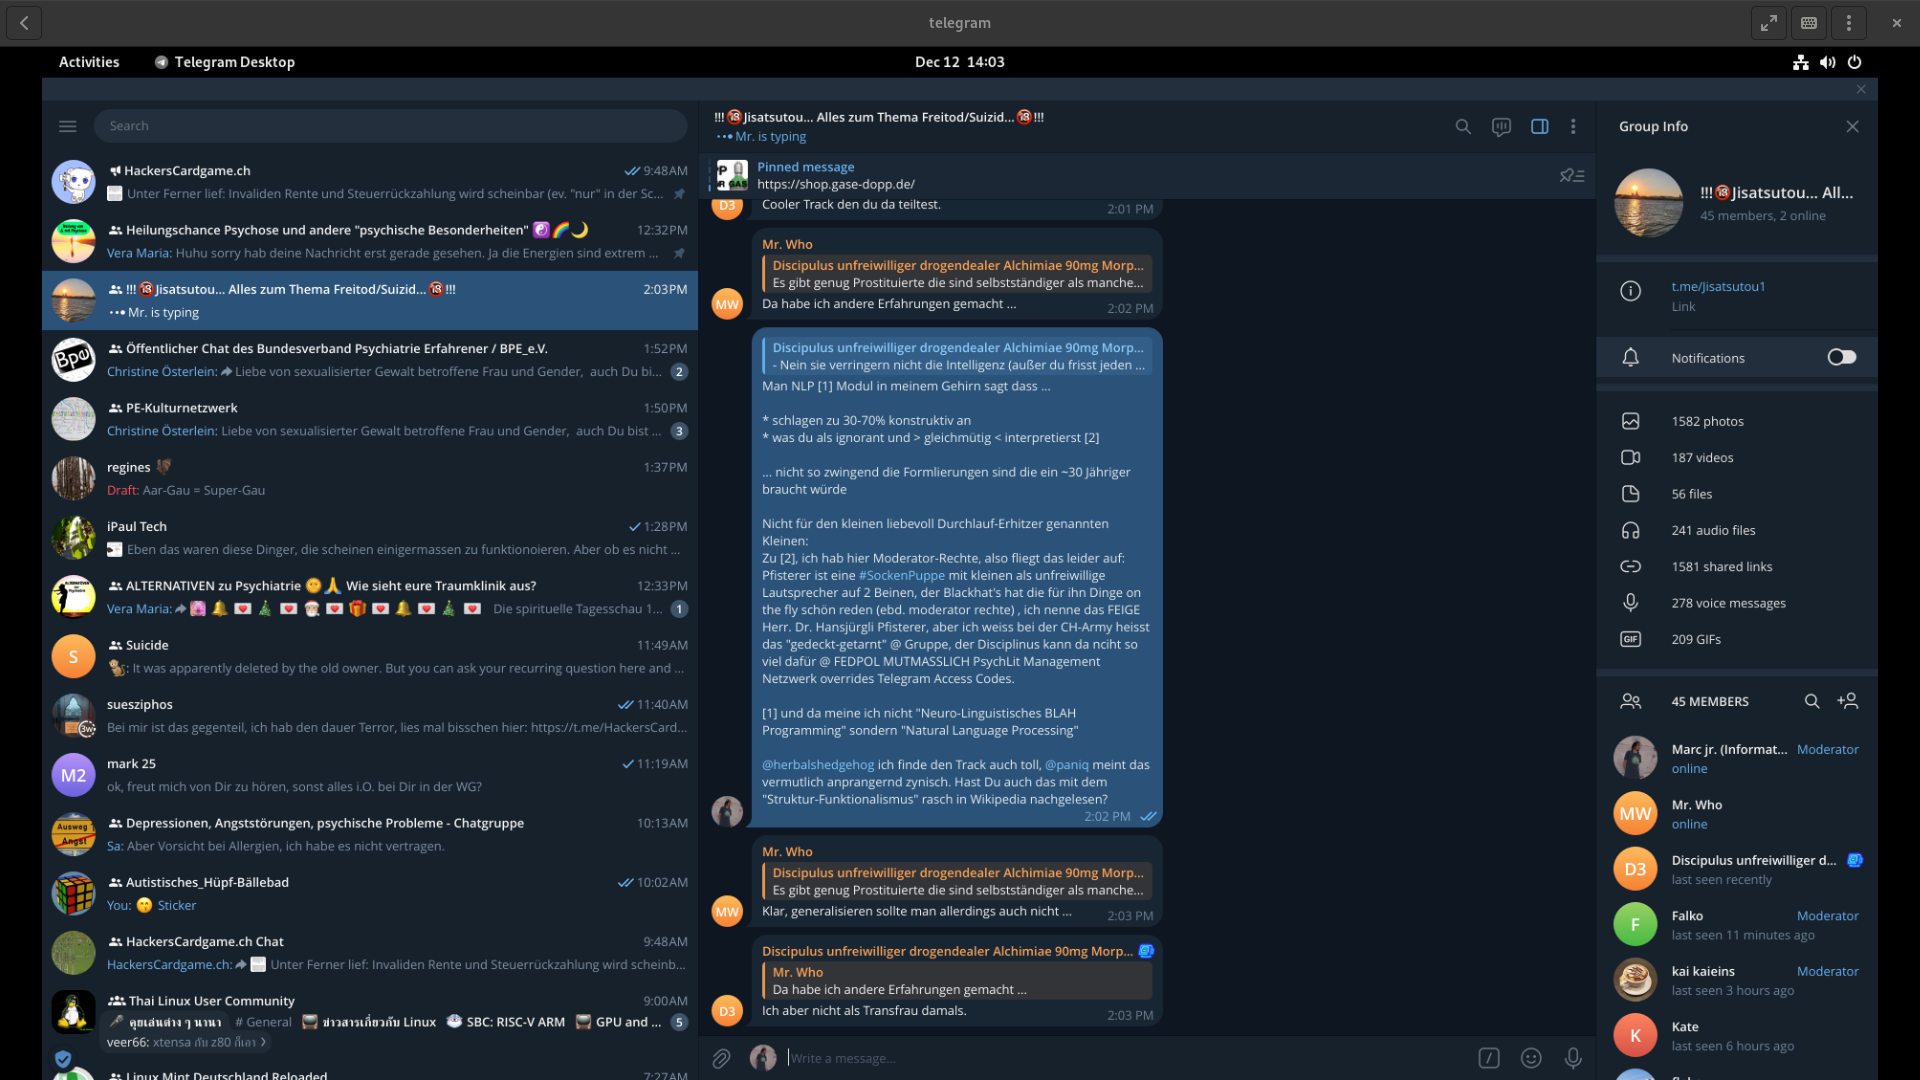 telegram
Activities
Telegram Desktop
Dec 12 14:03
Search
HackersCardgame.ch
9:48AM
Unter Ferner lief: Invaliden Rente und Steuerrückzahlung wird scheinbar (ev. "nur" in der Sc...
Heilungschance Psychose und andere "psychische Besonderheiten" ☯️🌈🌙
12:32PM
Vera Maria: Huhu sorry hab deine Nachricht erst gerade gesehen. Ja die Energien sind extrem ...
!!!🔞Jisatsutou... Alles zum Thema Freitod/Suizid...🔞!!!
2:03PM
Mr. is typing
Öffentlicher Chat des Bundesverband Psychiatrie Erfahrener / BPE_e.V.
1:52PM
Christine Österlein: Liebe von sexualisierter Gewalt betroffene Frau und Gender, auch Du bi...
2
PE-Kulturnetzwerk
1:50PM
Christine Österlein: Liebe von sexualisierter Gewalt betroffene Frau und Gender, auch Du bist ...
3
regines
1:37PM
Draft: Aar-Gau = Super-Gau
iPaul Tech
1:28PM
Eben das waren diese Dinger, die scheinen einigermassen zu funktionoieren. Aber ob es nicht ...
ALTERNATIVEN zu Psychiatrie 🌞🙏 Wie sieht eure Traumklinik aus?
12:33PM
Vera Maria: Die spirituelle Tagesschau 1...
1
S
Suicide
11:49AM
: It was apparently deleted by the old owner. But you can ask your recurring question here and ...
3w
suesziphos
11:40AM
Bei mir ist das gegenteil, ich hab den dauer Terror, lies mal bisschen hier: https://t.me/HackersCard...
M2
mark 25
11:19AM
ok, freut mich von Dir zu hören, sonst alles i.O. bei Dir in der WG?
Ausweg
Angst
Depressionen, Angststörungen, psychische Probleme - Chatgruppe
10:13AM
Sa: Aber Vorsicht bei Allergien, ich habe es nicht vertragen.
Autistisches_Hüpf-Bällebad
10:02AM
You: 😙 Sticker
HackersCardgame.ch Chat
9:48AM
HackersCardgame.ch: Unter Ferner lief: Invaliden Rente und Steuerrückzahlung wird scheinb...
Thai Linux User Community
9:00AM
คุยเล่นต่าง ๆ นานา # General ข่าวสารเกี่ยวกับ Linux SBC: RISC-V ARM GPU and ...
5
veer66: xtensa กับ z80 ก็เอา
Linux Mint Deutschland Reloaded
7:27AM
!!!🔞Jisatsutou... Alles zum Thema Freitod/Suizid...🔞!!!
Mr. is typing
Pinned message
https://shop.gase-dopp.de/
D3
Cooler Track den du da teiltest.
2:01 PM
Mr. Who
Discipulus unfreiwilliger drogendealer Alchimiae 90mg Morp...
Es gibt genug Prostituierte die sind selbstständiger als manche...
MW
Da habe ich andere Erfahrungen gemacht ...
2:02 PM
Discipulus unfreiwilliger drogendealer Alchimiae 90mg Morp...
- Nein sie verringern nicht die Intelligenz (außer du frisst jeden ...
Man NLP [1] Modul in meinem Gehirn sagt dass ...
* schlagen zu 30-70% konstruktiv an
* was du als ignorant und > gleichmütig < interpretierst [2]
... nicht so zwingend die Formlierungen sind die ein ~30 Jähriger
braucht würde
Nicht für den kleinen liebevoll Durchlauf-Erhitzer genannten
Kleinen:
Zu [2], ich hab hier Moderator-Rechte, also fliegt das leider auf:
Pfisterer ist eine #SockenPuppe mit kleinen als unfreiwillige
Lautsprecher auf 2 Beinen, der Blackhat's hat die für ihn Dinge on
the fly schön reden (ebd. moderator rechte) , ich nenne das FEIGE
Herr. Dr. Hansjürgli Pfisterer, aber ich weiss bei der CH-Army heisst
das "gedeckt-getarnt" @ Gruppe, der Disciplinus kann da nciht so
viel dafür @ FEDPOL MUTMASSLICH PsychLit Management
Netzwerk overrides Telegram Access Codes.
[1] und da meine ich nicht "Neuro-Linguistisches BLAH
Programming" sondern "Natural Language Processing"
@herbalshedgehog ich finde den Track auch toll, @paniq meint das
vermutlich anprangernd zynisch. Hast Du auch das mit dem
"Struktur-Funktionalismus" rasch in Wikipedia nachgelesen?
2:02 PM
Mr. Who
Discipulus unfreiwilliger drogendealer Alchimiae 90mg Morp...
Es gibt genug Prostituierte die sind selbstständiger als manche...
MW
Klar, generalisieren sollte man allerdings auch nicht ...
2:03 PM
Discipulus unfreiwilliger drogendealer Alchimiae 90mg Morp...
Mr. Who
Da habe ich andere Erfahrungen gemacht ...
D3
Ich aber nicht als Transfrau damals.
2:03 PM
Write a message...
Group Info
!!!🔞Jisatsutou... All...
45 members, 2 online
t.me/Jisatsutou1
Link
Notifications
1582 photos
187 videos
56 files
241 audio files
1581 shared links
278 voice messages
GIF
209 GIFs
45 MEMBERS
Marc jr. (Informat...
Moderator
online
MW
Mr. Who
online
D3
Discipulus unfreiwilliger d...
last seen recently
F
Falko
Moderator
last seen 11 minutes ago
kai kaieins
Moderator
last seen 3 hours ago
K
Kate
last seen 6 hours ago